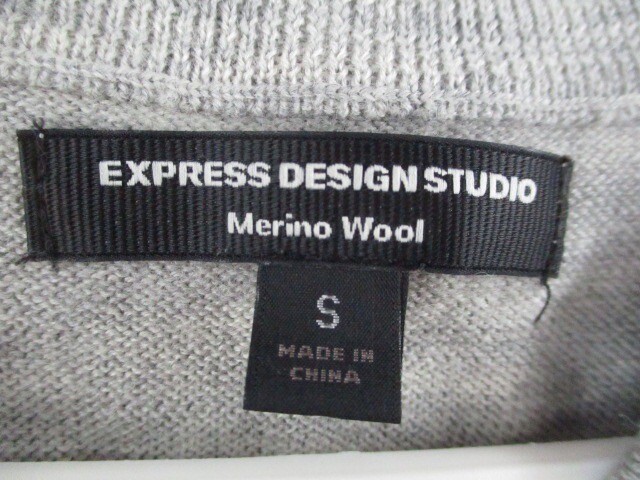 EXPRESS DESIGN STUDIO
Merino Wool
S
MADE IN
CHINA